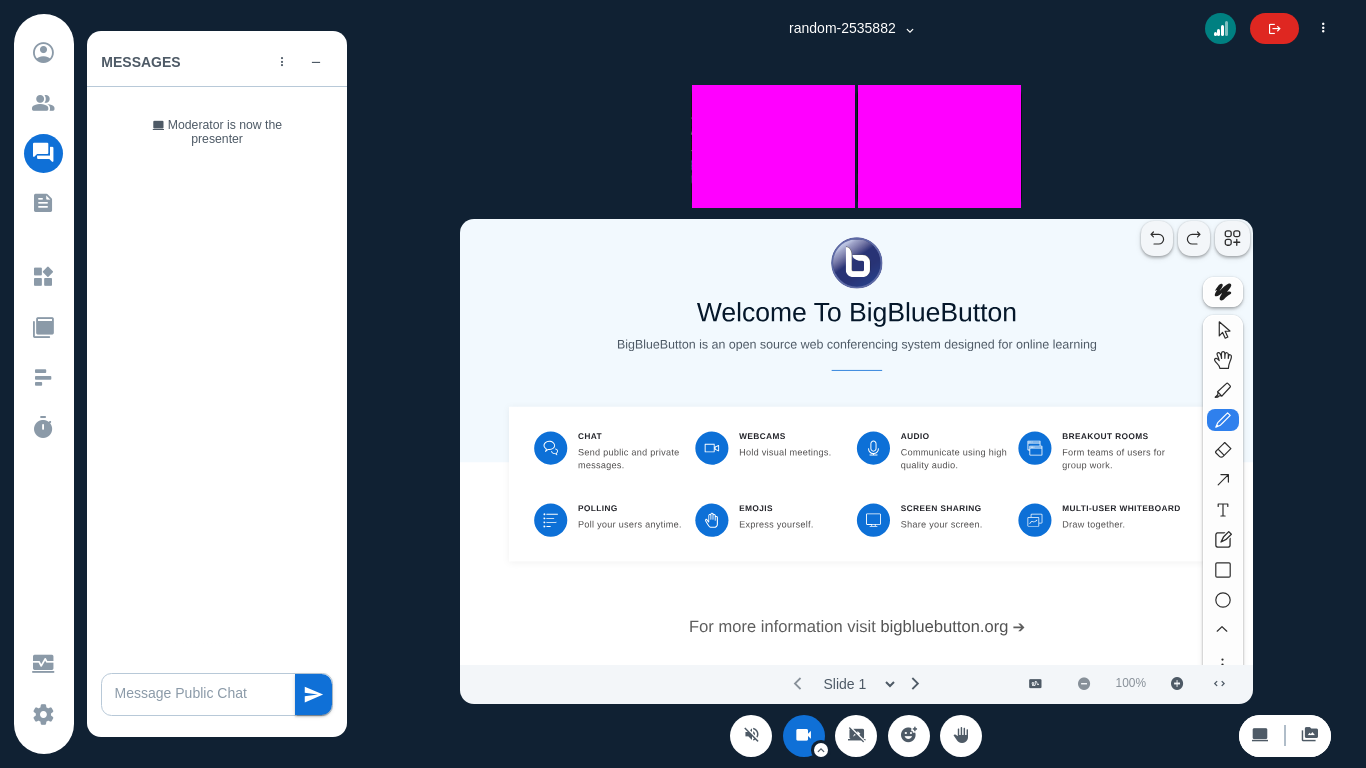 random-2535882
MESSAGES
Moderator is now the
presenter
Welcome To BigBlueButton
BigBlueButton is an open source web conferencing system designed for online learning
CHAT
Send public and private
messages.
WEBCAMS
Hold visual meetings.
AUDIO
Communicate using high
quality audio.
BREAKOUT ROOMS
Form teams of users for
group work.
POLLING
Poll your users anytime.
EMOJIS
Express yourself.
SCREEN SHARING
Share your screen.
MULTI-USER WHITEBOARD
Draw together.
For more information visit bigbluebutton.org ➔
Message Public Chat
Slide 1
100%